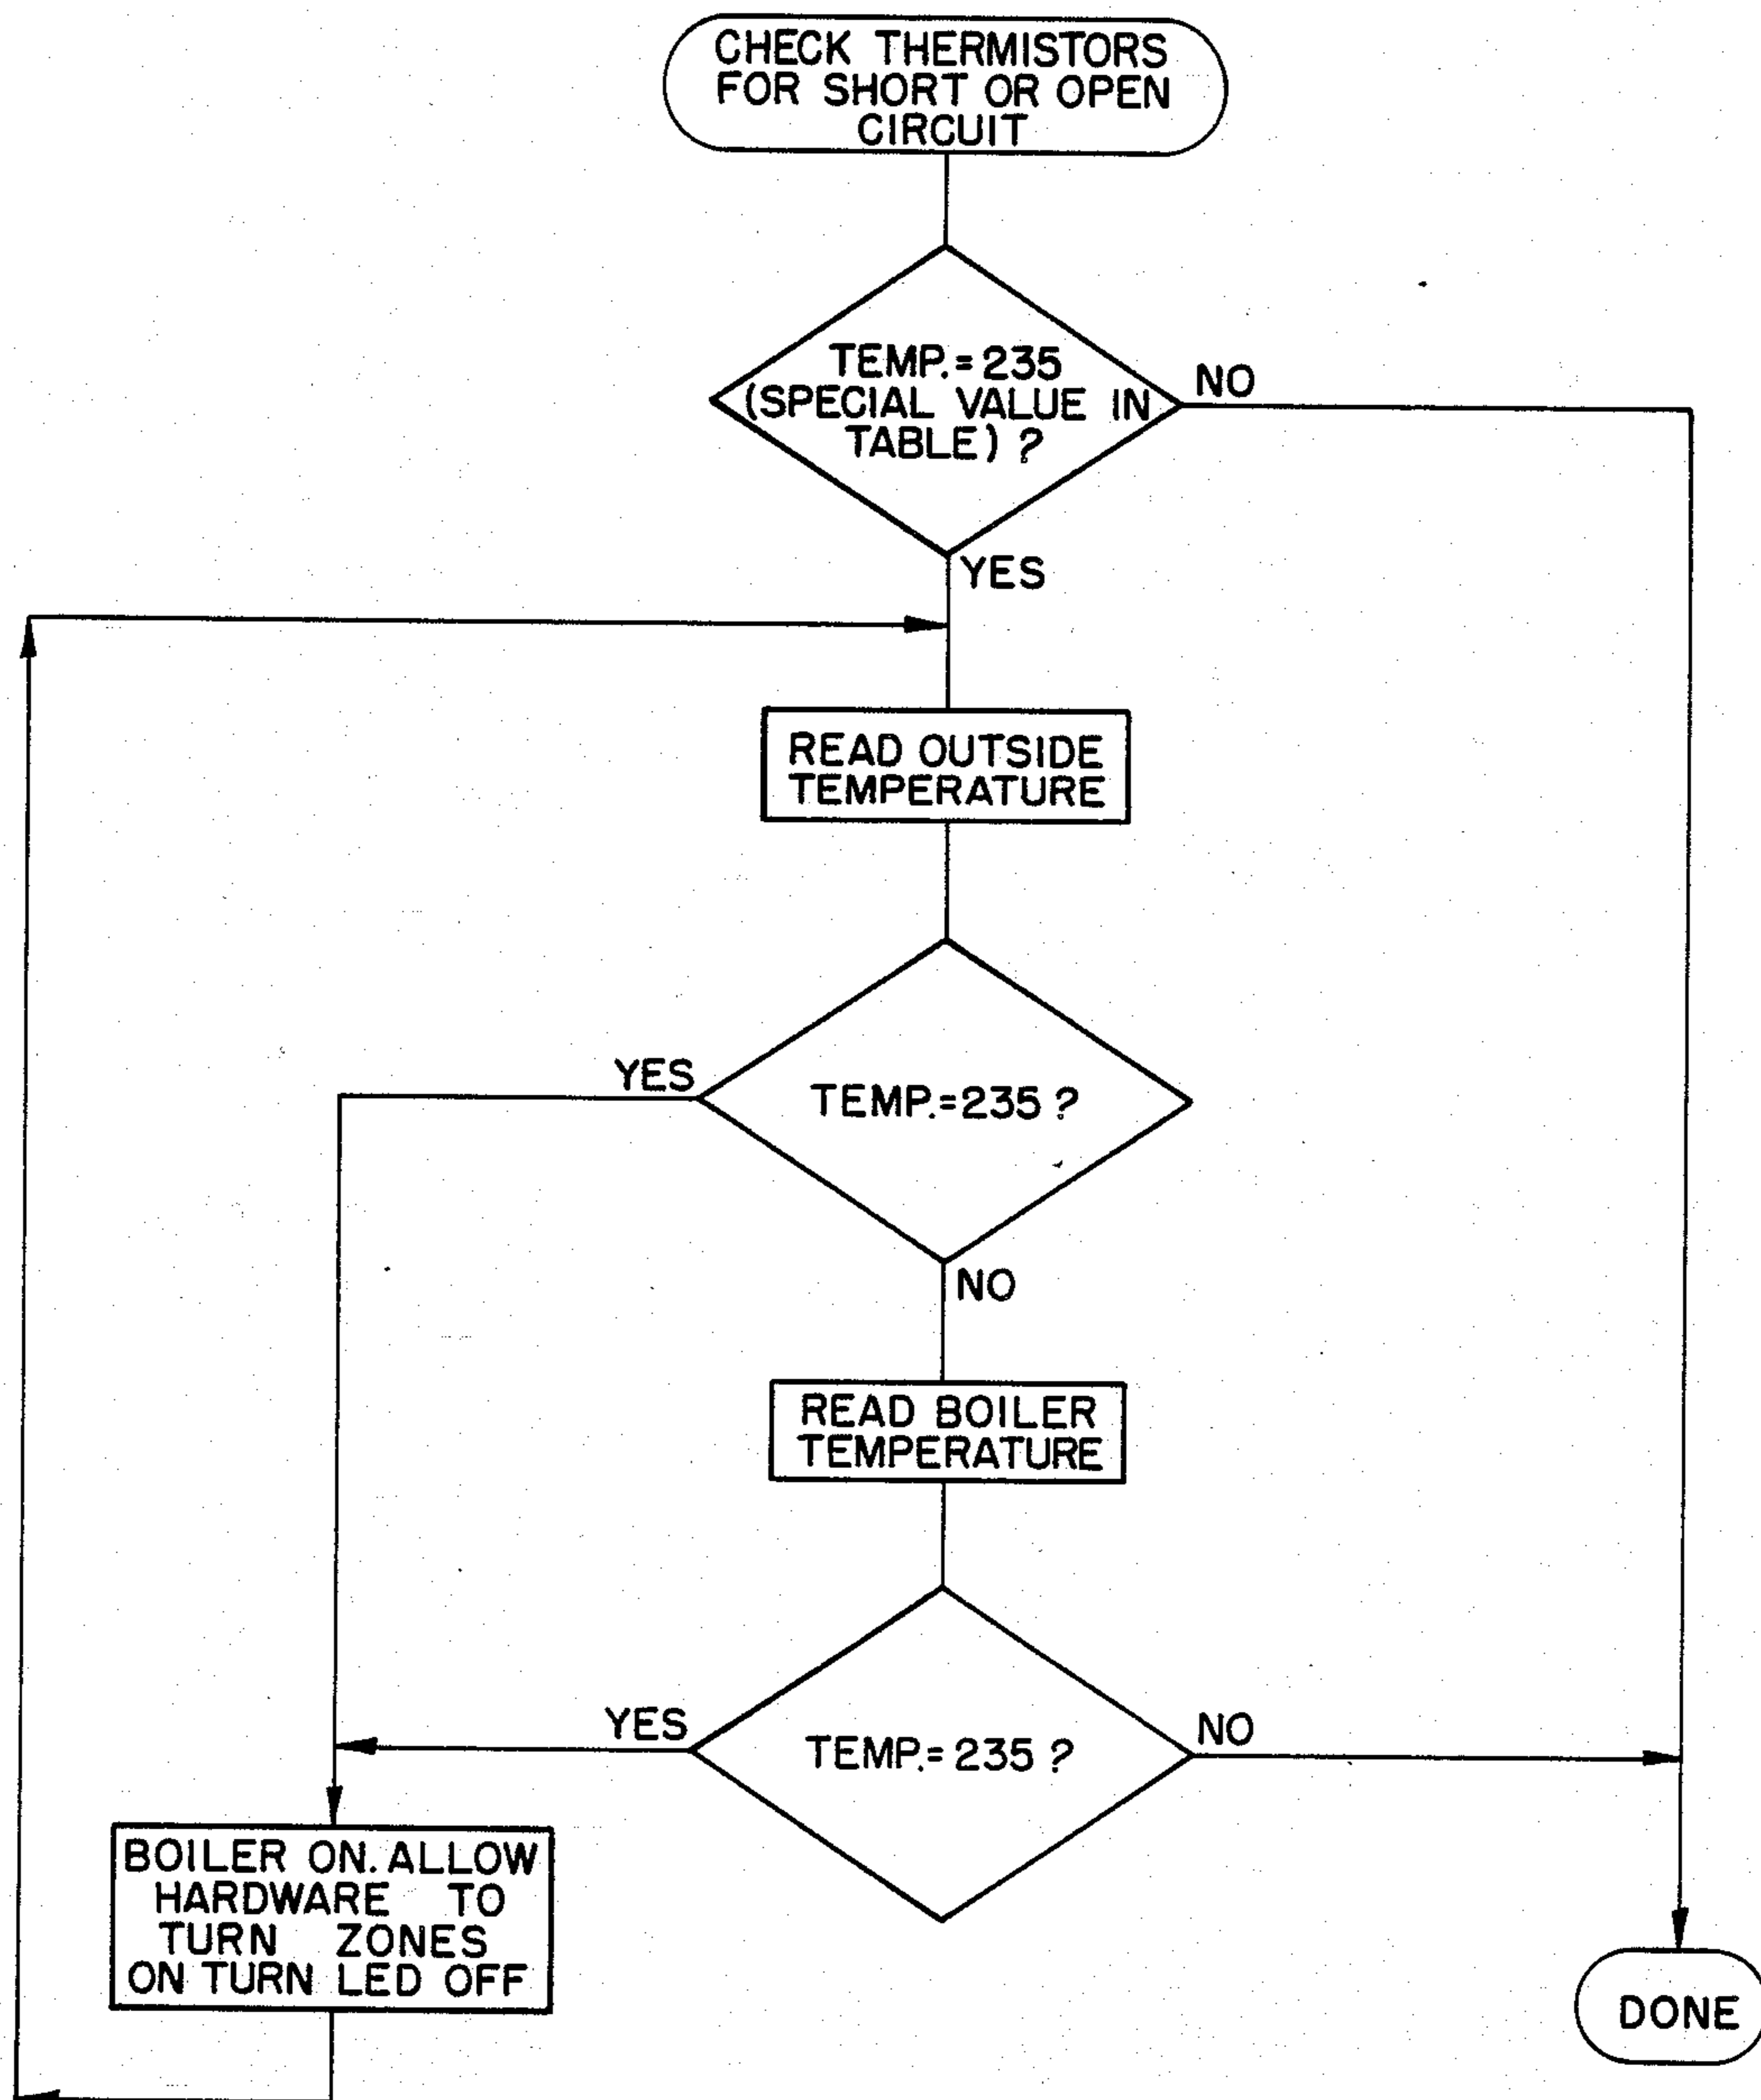 CHECK THERMISTORS
FOR SHORT OR OPEN
CIRCUIT
TEMP.=235
(SPECIAL VALUE IN
TABLE) ?
NO
YES
READ OUTSIDE
TEMPERATURE
YES
TEMP.=235 ?
NO
READ BOILER
TEMPERATURE
YES
TEMP.=235 ?
NO
BOILER ON. ALLOW
HARDWARE TO
TURN ZONES
ON TURN LED OFF
DONE